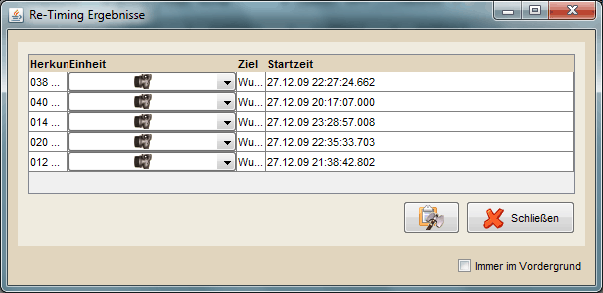 Re-Timing Ergebnisse
Herkun Einheit Ziel Startzeit
038 ... Wu... 27.12.09 22:27:24.662
040 ... Wu... 27.12.09 20:17:07.000
014 ... Wu... 27.12.09 23:28:57.008
020 ... Wu... 27.12.09 22:35:33.703
012 ... Wu... 27.12.09 21:38:42.802
Schließen
Immer im Vordergrund